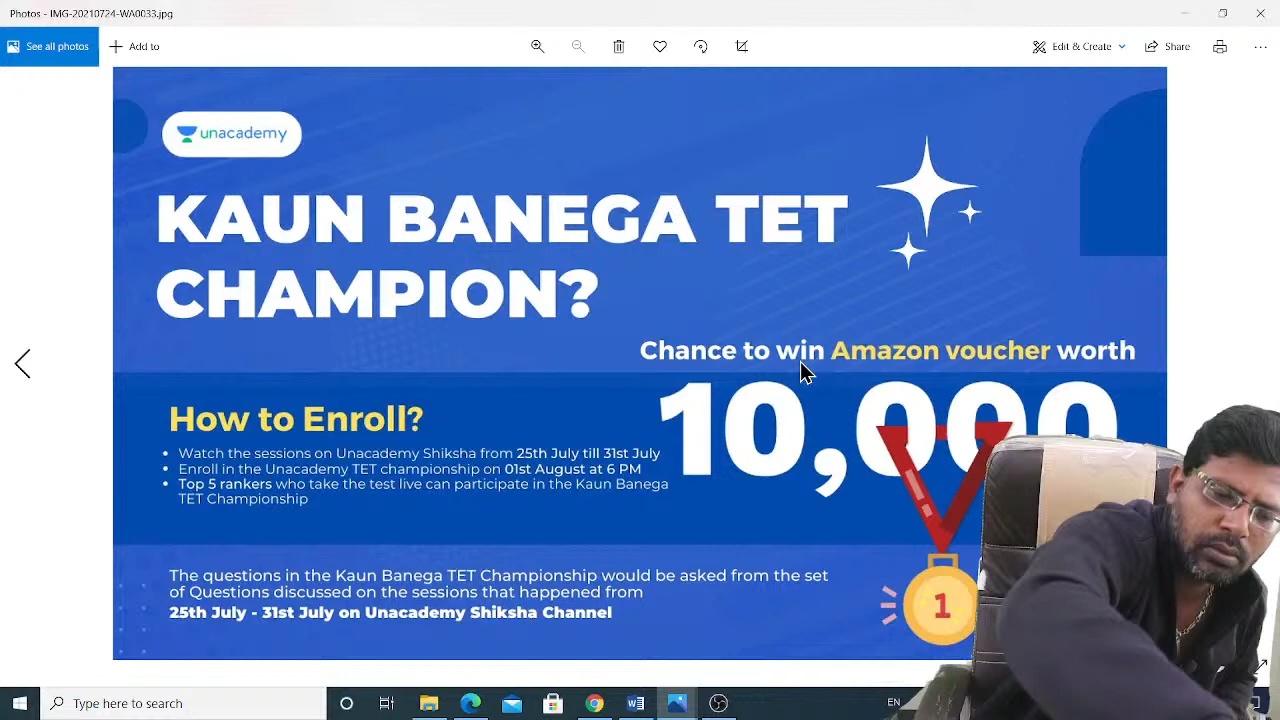 Photos - IMG-20210724-WA0033.jpg
See all photos
Add to
Edit & Create
Share
unacademy
KAUN BANEGA TET
CHAMPION?
Chance to win Amazon voucher worth
10,000
How to Enroll?
• Watch the sessions on Unacademy Shiksha from 25th July till 31st July
• Enroll in the Unacademy TET championship on 01st August at 6 PM
• Top 5 rankers who take the test live can participate in the Kaun Banega
TET Championship
The questions in the Kaun Banega TET Championship would be asked from the set
of Questions discussed on the sessions that happened from
25th July - 31st July on Unacademy Shiksha Channel
1
Type here to search
EN